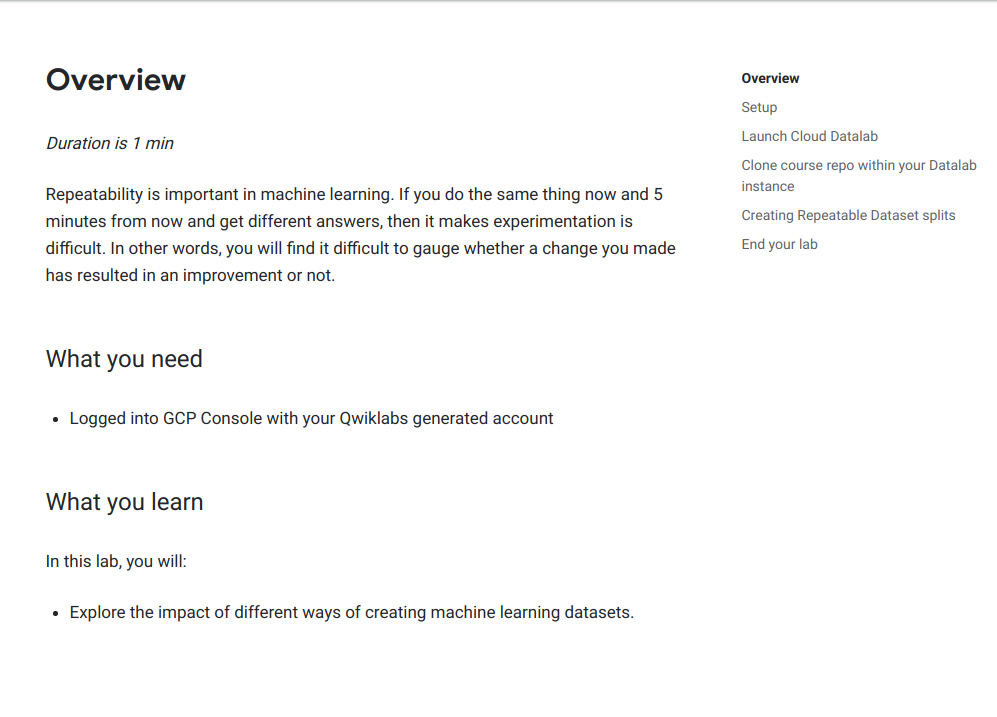 Overview
Duration is 1 min
Repeatability is important in machine learning. If you do the same thing now and 5
minutes from now and get different answers, then it makes experimentation is
difficult. In other words, you will find it difficult to gauge whether a change you made
has resulted in an improvement or not.
What you need
• Logged into GCP Console with your Qwiklabs generated account
What you learn
In this lab, you will:
• Explore the impact of different ways of creating machine learning datasets.
Overview
Setup
Launch Cloud Datalab
Clone course repo within your Datalab
instance
Creating Repeatable Dataset splits
End your lab